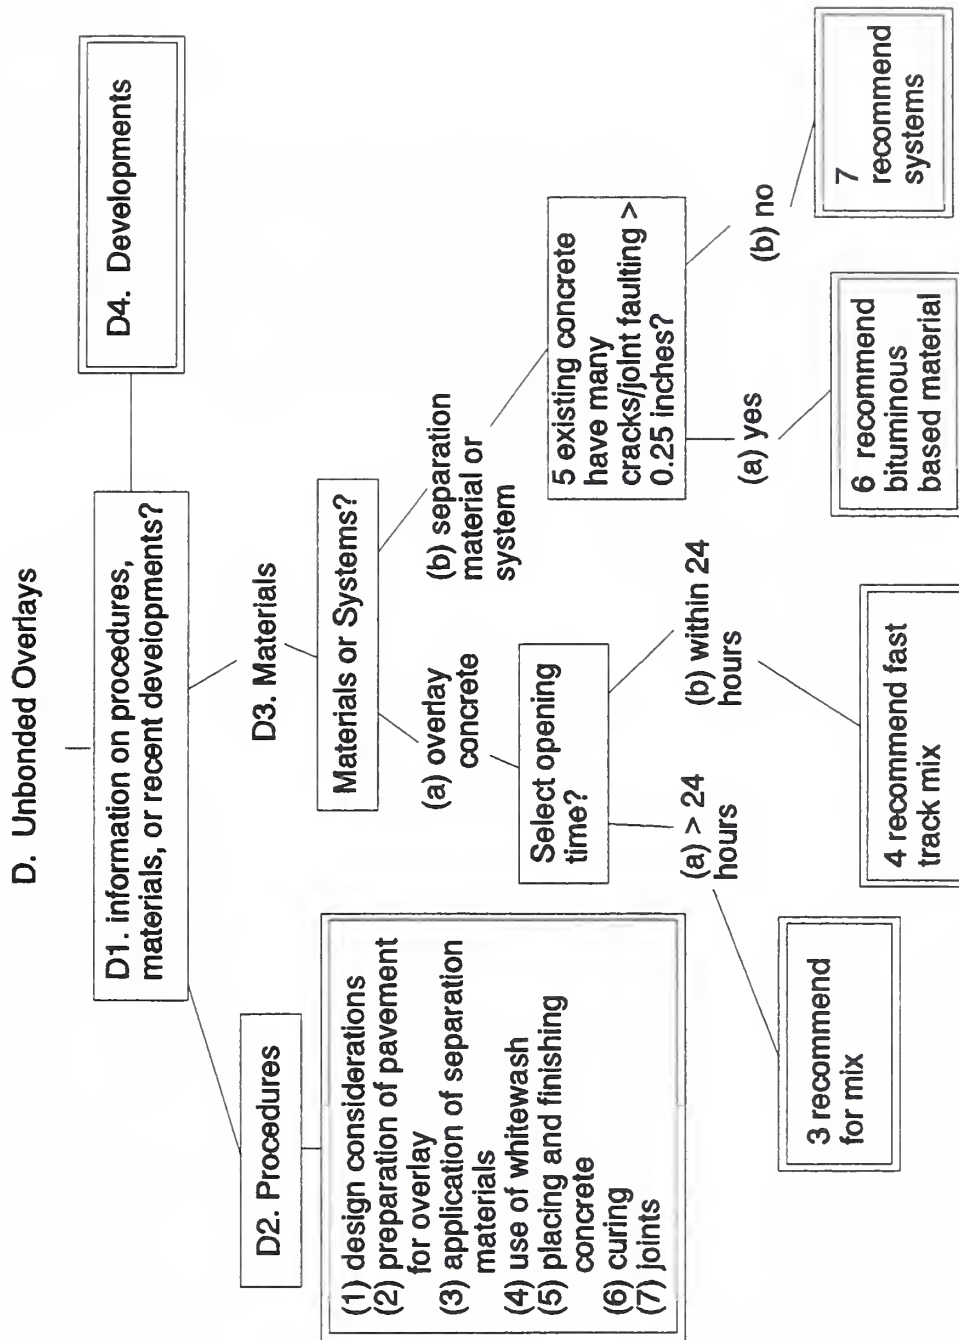 D. Unbonded Overlays
D1. information on procedures,
materials, or recent developments?
D4. Developments
D2. Procedures
(1) design considerations
(2) preparation of pavement
for overlay
(3) application of separation
materials
(4) use of whitewash
(5) placing and finishing
concrete
(6) curing
(7) joints
D3. Materials
Materials or Systems?
(a) overlay
concrete
(b) separation
material or
system
Select opening
time?
(a) > 24
hours
(b) within 24
hours
3 recommend
for mix
4 recommend fast
track mix
5 existing concrete
have many
cracks/joint faulting >
0.25 inches?
(a) yes
(b) no
6 recommend
bituminous
based material
7
recommend
systems